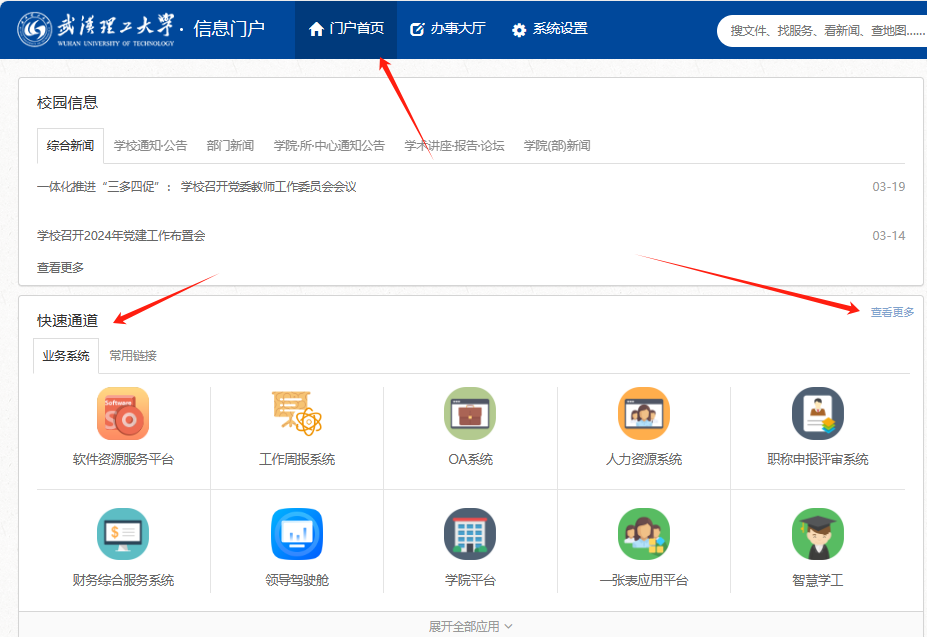 武汉理工大学·信息门户 门户首页 办事大厅 系统设置 搜文件、找服务、看新闻、查地图......
WUHAN UNIVERSITY OF TECHNOLOGY
校园信息
综合新闻 学校通知·公告 部门新闻 学院·所·中心通知公告 学术讲座·报告·论坛 学院(部)新闻
一体化推进“三多四促”： 学校召开党委教师工作委员会会议 03-19
学校召开2024年党建工作布置会 03-14
查看更多
快速通道 查看更多
业务系统 常用链接
Software
软件资源服务平台 工作周报系统 OA系统 人力资源系统 职称申报评审系统
财务综合服务系统 领导驾驶舱 学院平台 一张表应用平台 智慧学工
展开全部应用